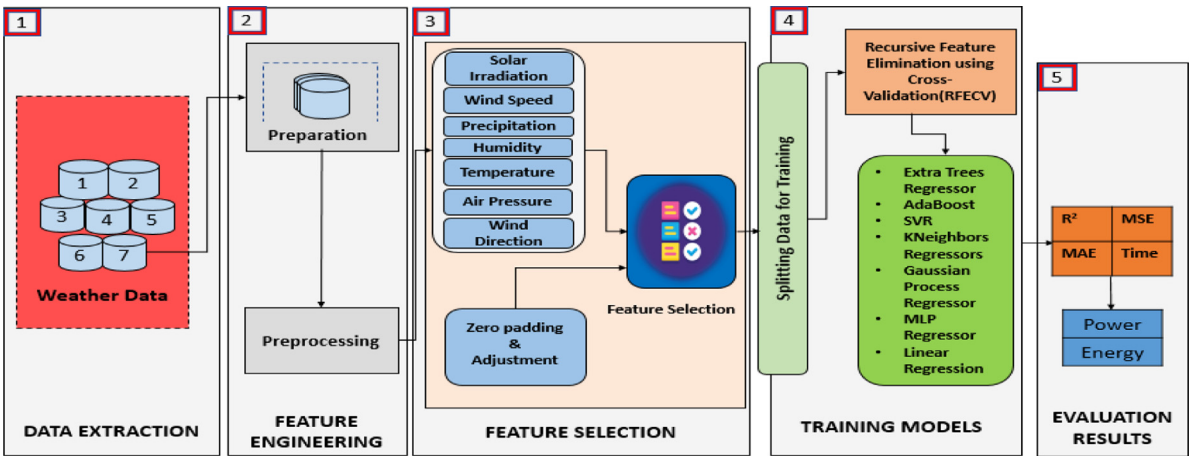 1
1
2
3
4
5
6
7
Weather Data
DATA EXTRACTION
2
Preparation
Preprocessing
FEATURE
ENGINEERING
3
Solar
Irradiation
Wind Speed
Precipitation
Humidity
Temperature
Air Pressure
Wind
Direction
Zero padding
&
Adjustment
Feature Selection
FEATURE SELECTION
Splitting Data for Training
4
Recursive Feature
Elimination using
Cross-
Validation(RFECV)
• Extra Trees
Regressor
• AdaBoost
• SVR
• KNeighbors
Regressors
• Gaussian
Process
Regressor
• MLP
Regressor
• Linear
Regression
TRAINING MODELS
5
R² MSE
MAE Time
Power
Energy
EVALUATION
RESULTS